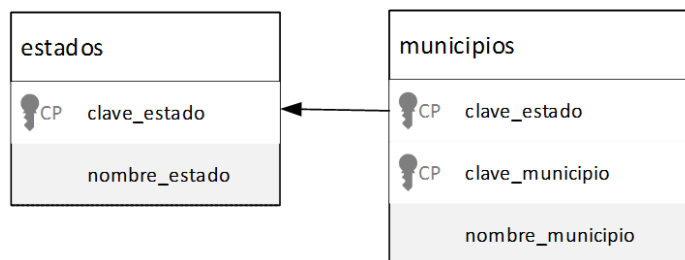 estados
CP clave_estado
nombre_estado
municipios
CP clave_estado
CP clave_municipio
nombre_municipio